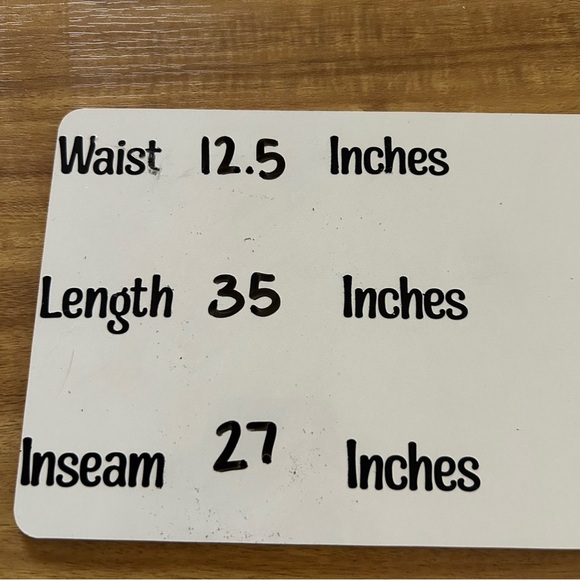 Waist 12.5 Inches
Length 35 Inches
Inseam 27 Inches